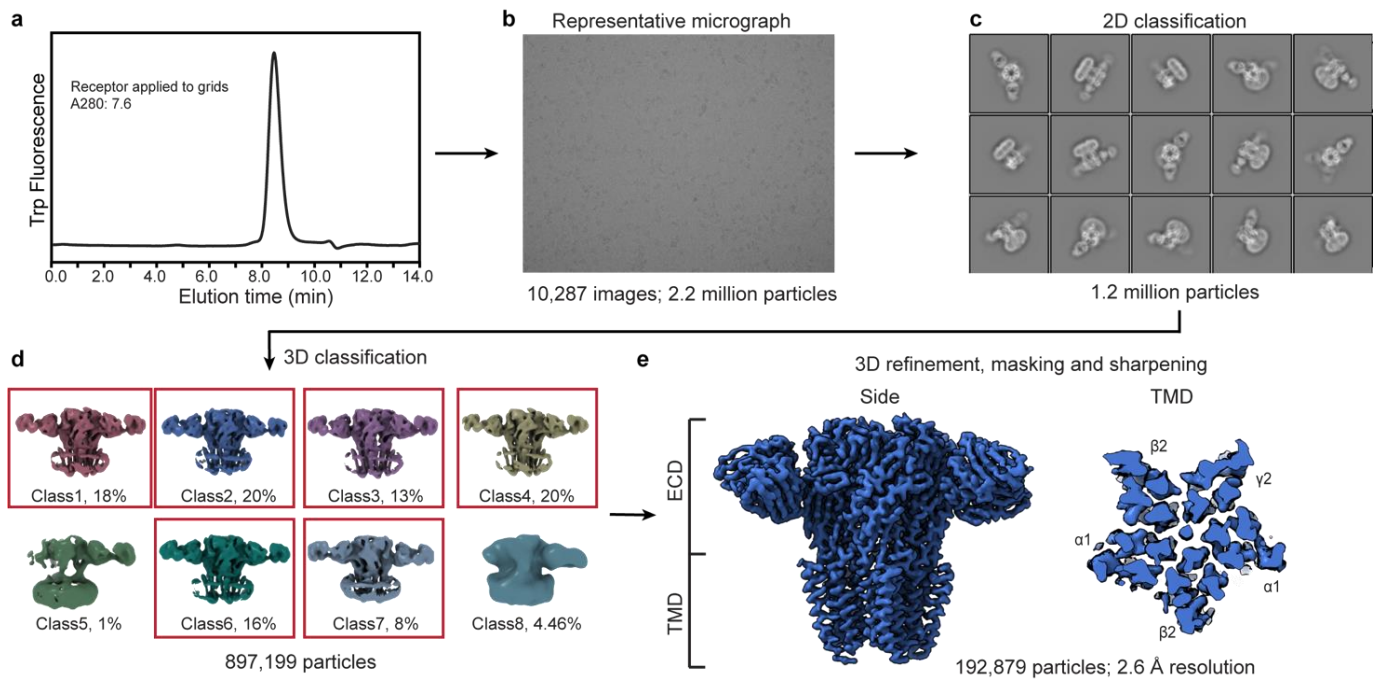 a
Trp Fluorescence
Receptor applied to grids
A280: 7.6
0.0 2.0 4.0 6.0 8.0 10.0 12.0 14.0
Elution time (min)
b
Representative micrograph
10,287 images; 2.2 million particles
c
2D classification
1.2 million particles
d
3D classification
Class1, 18%
Class2, 20%
Class3, 13%
Class4, 20%
Class5, 1%
Class6, 16%
Class7, 8%
Class8, 4.46%
897,199 particles
e
3D refinement, masking and sharpening
Side
TMD
ECD
TMD
β2
γ2
α1
α1
β2
192,879 particles; 2.6 Å resolution